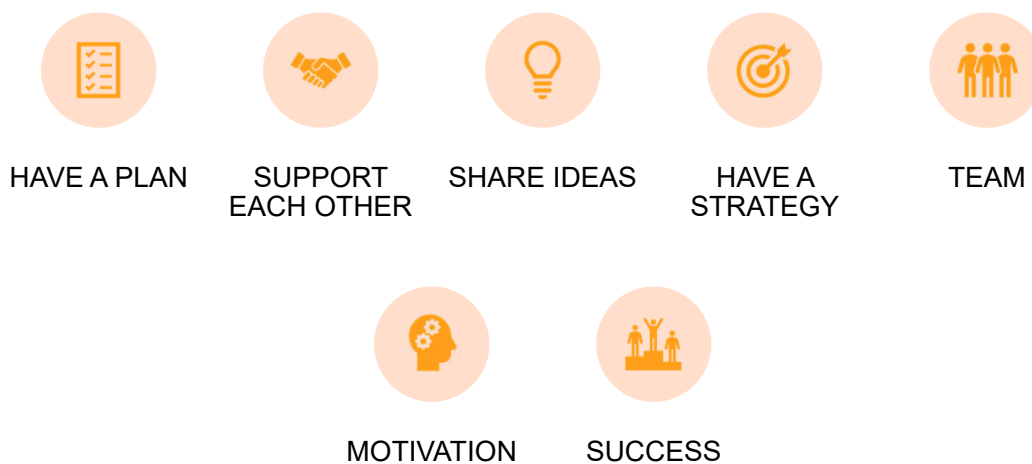 HAVE A PLAN
SUPPORT
EACH OTHER
SHARE IDEAS
HAVE A
STRATEGY
TEAM
MOTIVATION
SUCCESS